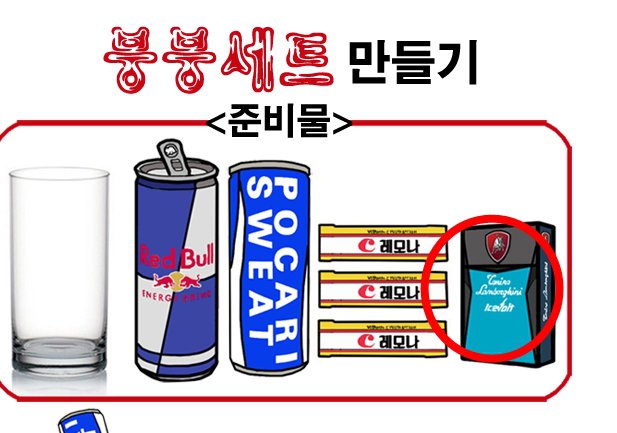 붕붕세트 만들기
<준비물>
Red Bull
ENERGY DRINK
POCARI
SWEAT
레모나
레모나
레모나
Tonino
Lamborghini
Icevolt